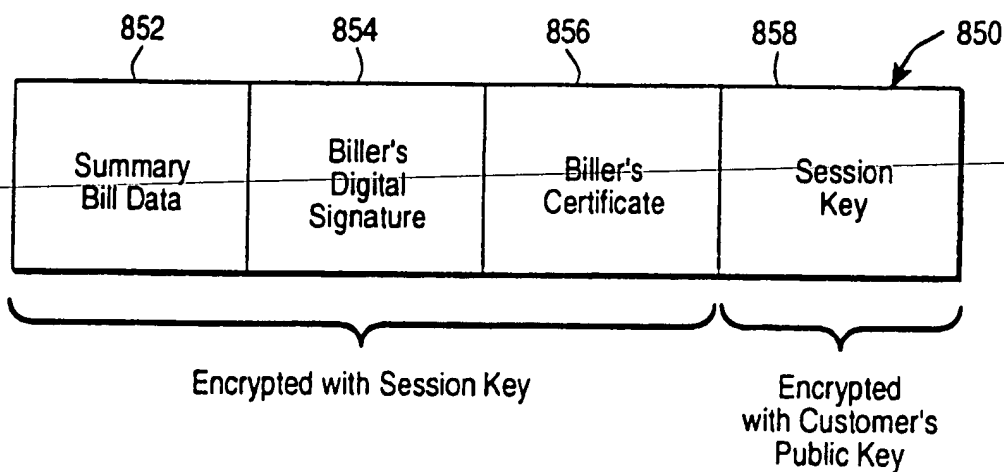 852 854 856 858 850
Summary
Bill Data
Biller's
Digital
Signature
Biller's
Certificate
Session
Key
Encrypted with Session Key
Encrypted
with Customer's
Public Key